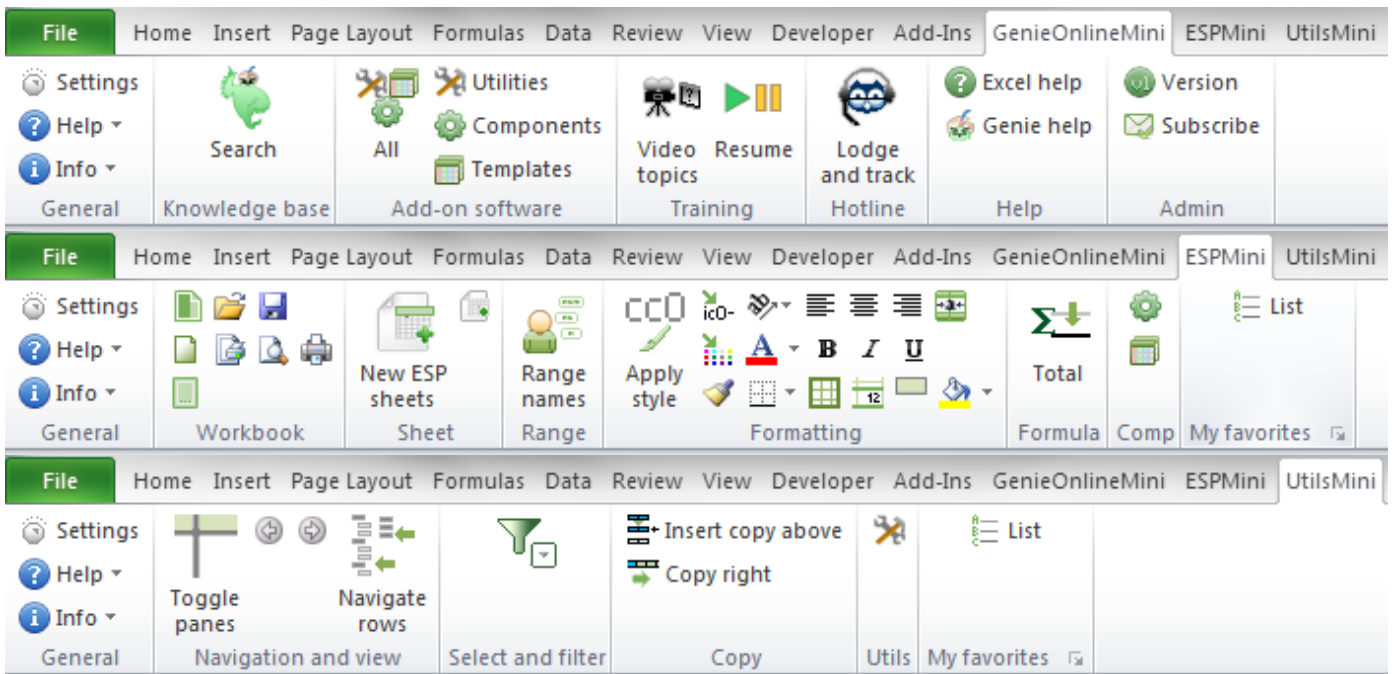 File Home Insert Page Layout Formulas Data Review View Developer Add-Ins GenieOnlineMini ESPMini UtilsMini
Settings Utilities Excel help Version
Help Components Genie help Subscribe
Search All Video topics Resume Lodge and track
Info Templates
General Knowledge base Add-on software Training Hotline Help Admin
File Home Insert Page Layout Formulas Data Review View Developer Add-Ins GenieOnlineMini ESPMini UtilsMini
Settings ccO icO- ab List
Help A B I U
New ESP sheets Range names Apply style Total
Info 12
General Workbook Sheet Range Formatting Formula Comp My favorites
File Home Insert Page Layout Formulas Data Review View Developer Add-Ins GenieOnlineMini ESPMini UtilsMini
Settings Insert copy above List
Help Copy right
Toggle panes Navigate rows
Info
General Navigation and view Select and filter Copy Utils My favorites